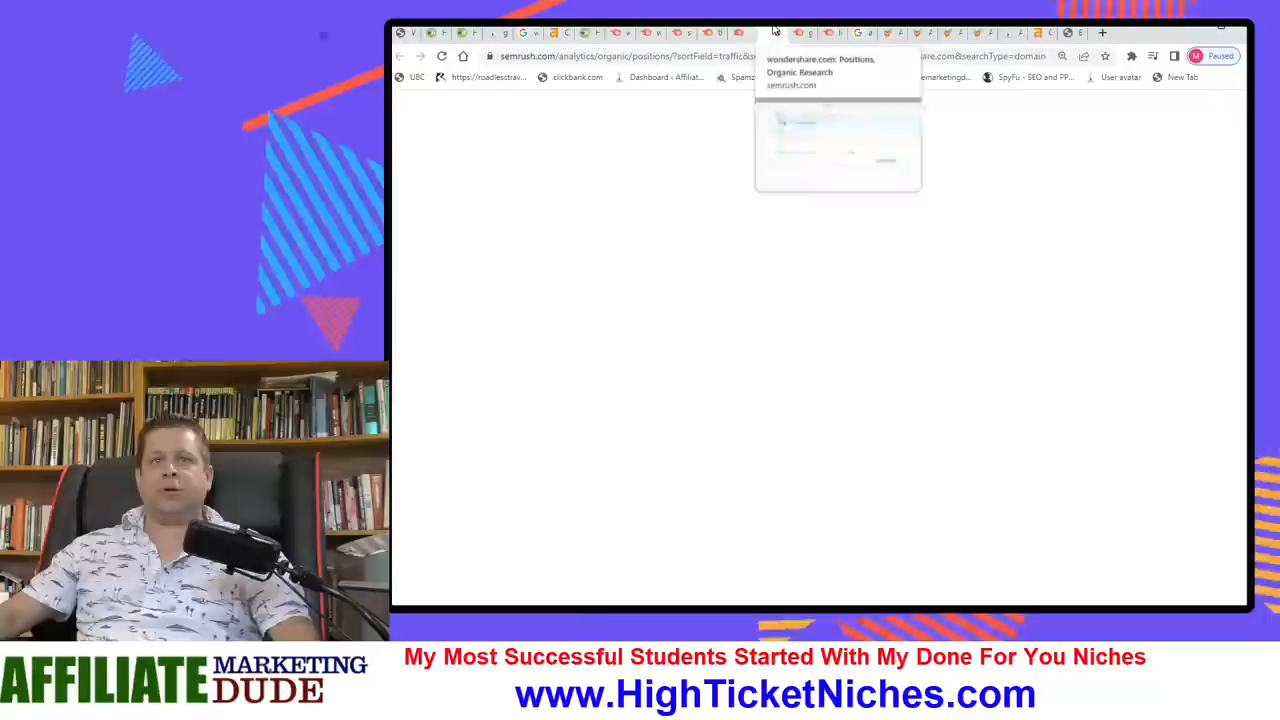 semrush.com/analytics/organic/positions/?sortField=traffic&s
are.com&searchType=domain
Paused
UBC
https://roadlesstrav...
clickbank.com
Dashboard ‹ Affiliat...
Spamz
emarketingd...
SpyFu - SEO and PP...
User avatar
New Tab
wondershare.com: Positions,
Organic Research
semrush.com
AFFILIATE MARKETING DUDE
My Most Successful Students Started With My Done For You Niches
www.HighTicketNiches.com